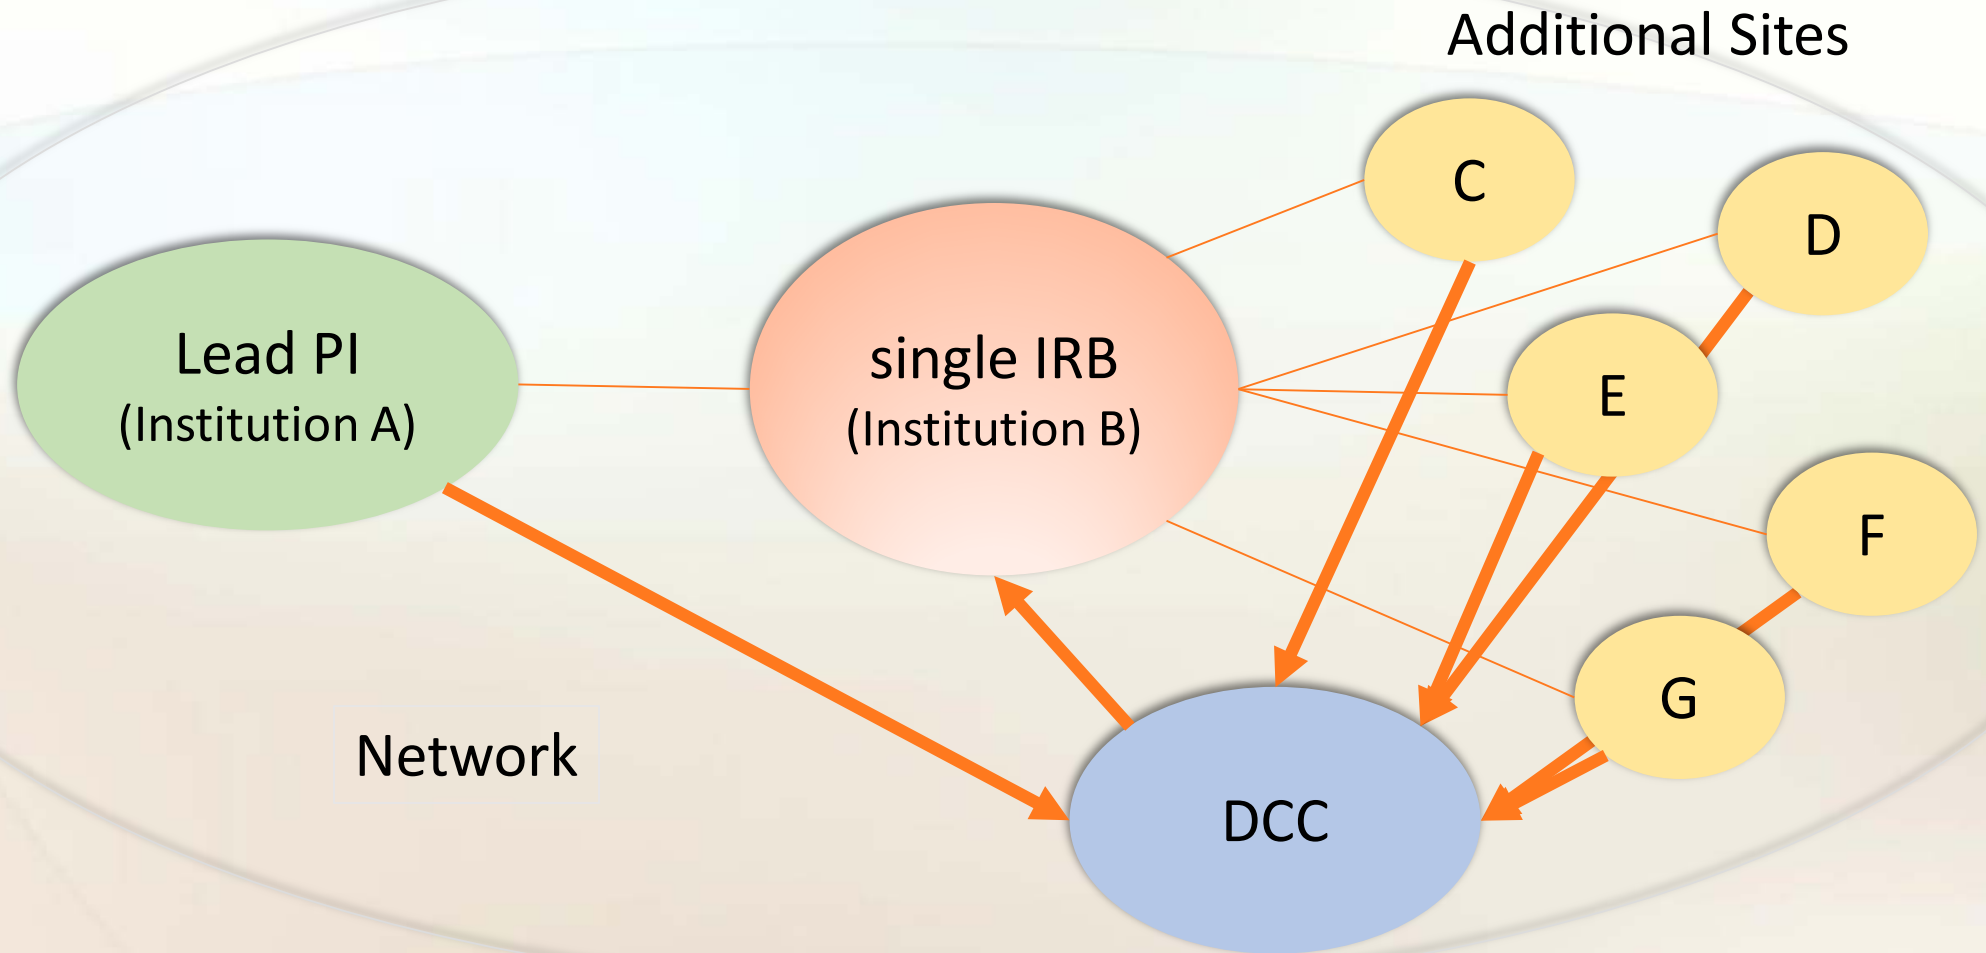 Additional Sites
C
D
Lead PI
(Institution A)
single IRB
(Institution B)
E
F
G
Network
DCC